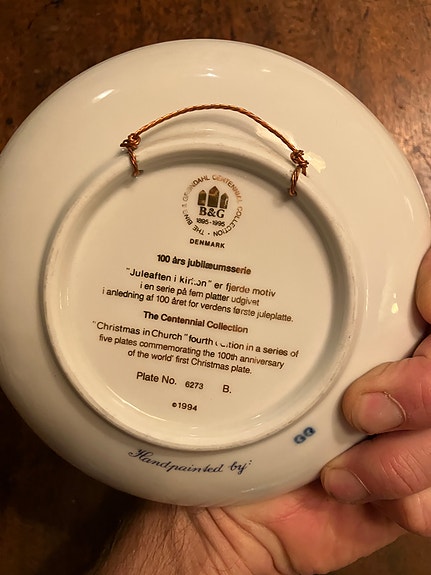 THE BING & GRØNDAHL CENTENNIAL COLLECTION
B&G
1895-1995
DENMARK
100 års jubilæumsserie
"Juleaften i kirken" er fjerde motiv
i en serie på fem platter udgivet
i anledning af 100 året for verdens første juleplatte.
The Centennial Collection
"Christmas in Church" fourth edition in a series of
five plates commemorating the 100th anniversary
of the world' first Christmas plate.
Plate No. 6273 B.
©1994
Handpainted by: